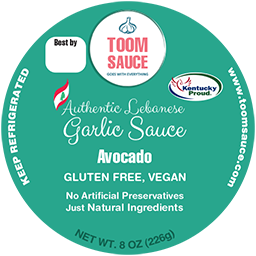 Best by
TOOM
SAUCE
GOES WITH EVERYTHING
Kentucky
Proud.
Authentic Lebanese
Garlic Sauce
Avocado
GLUTEN FREE, VEGAN
No Artificial Preservatives
Just Natural Ingredients
KEEP REFRIGERATED
www.toomsauce.com
NET WT. 8 OZ (226g)